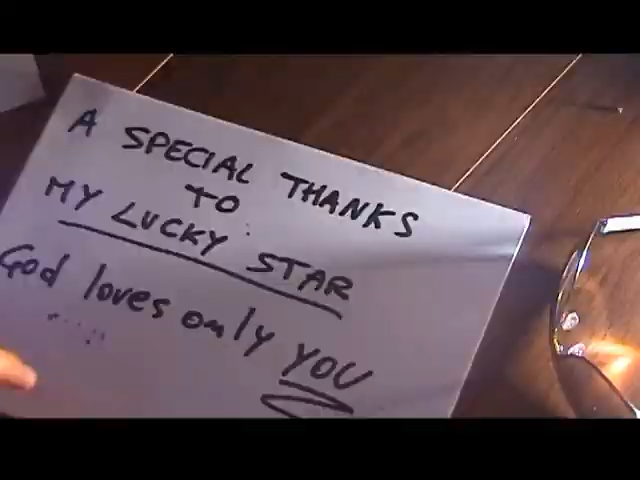 A SPECIAL THANKS
TO
MY LUCKY STAR
God loves only YOU